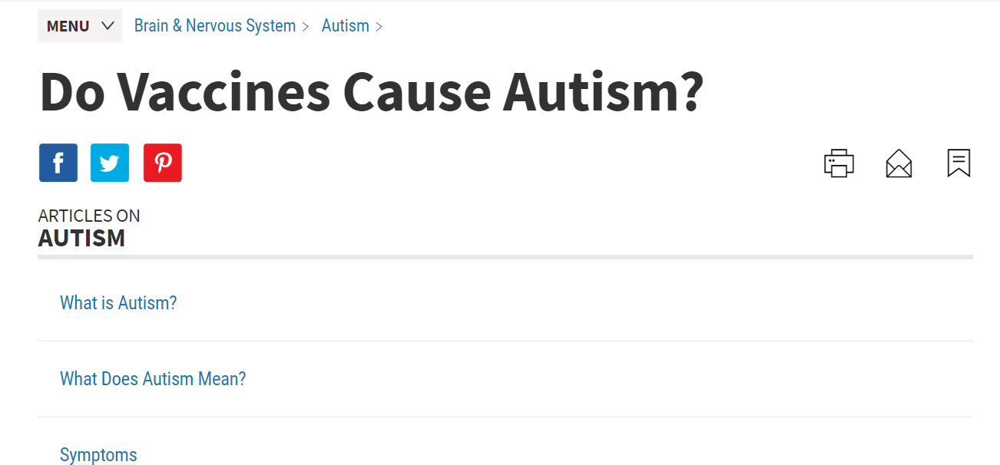 MENU Brain & Nervous System > Autism >
Do Vaccines Cause Autism?
ARTICLES ON
AUTISM
What is Autism?
What Does Autism Mean?
Symptoms